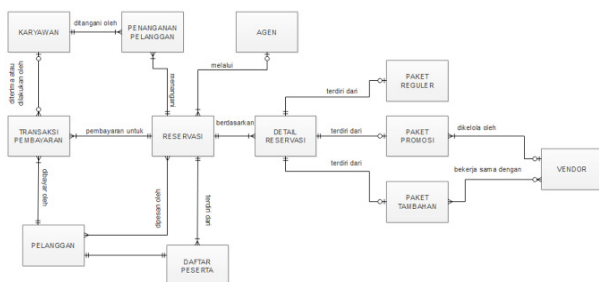 KARYAWAN
ditangani oleh
PENANGANAN
PELANGGAN
AGEN
melalui
PAKET
REGULER
terdiri dari
diterima atau
dilakukan oleh
menangani
TRANSAKSI
PEMBAYARAN
pembayaran untuk
RESERVASI
berdasarkan
DETAIL
RESERVASI
terdiri dari
PAKET
PROMOSI
dikelola oleh
VENDOR
bekerja sama dengan
terdiri dari
PAKET
TAMBAHAN
dibayar oleh
dipesan oleh
terdiri dari
PELANGGAN
DAFTAR
PESERTA